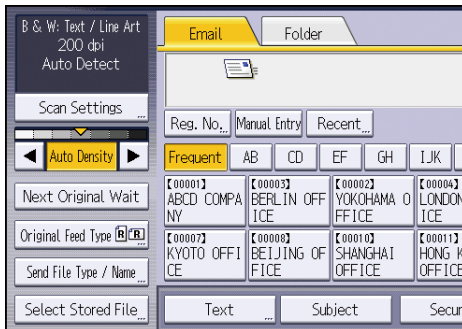 B & W: Text / Line Art
200 dpi
Auto Detect
Scan Settings
Auto Density
Next Original Wait
Original Feed Type
Send File Type / Name
Select Stored File
Email Folder
Reg. No. Manual Entry Recent
Frequent AB CD EF GH IJK
[00001] [00003] [00002] [00004]
ABCD COMPA BERLIN OFF YOKOHAMA O LONDON
NY ICE FFICE ICE
[00007] [00008] [00010] [00011]
KYOTO OFFI BEIJING OF SHANGHAI HONG K
CE FICE OFFICE OFFICE
Text Subject Secur